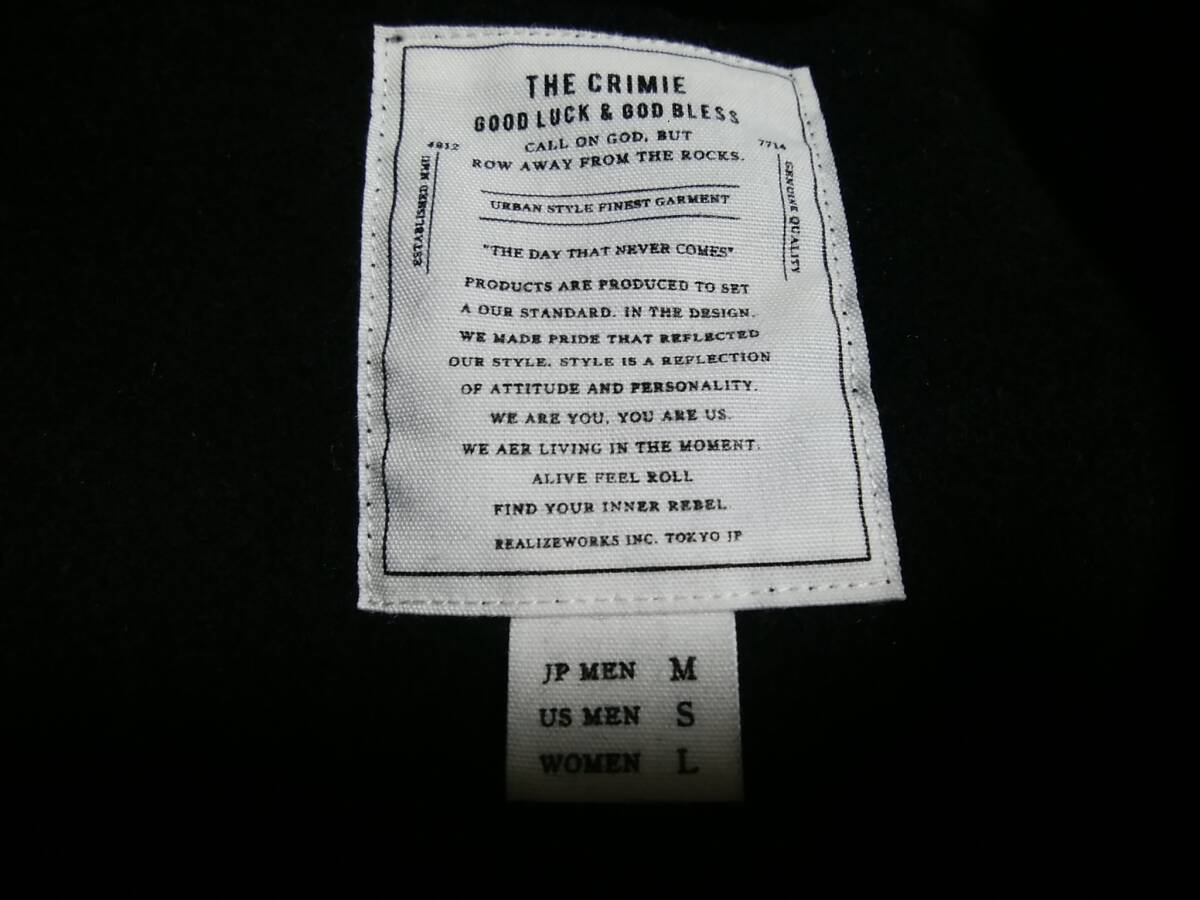 THE CRIMIE
GOOD LUCK & GOD BLESS
4812
CALL ON GOD, BUT
7714
ROW AWAY FROM THE ROCKS.
ESTABLISHED
GENUINE QUALITY
URBAN STYLE FINEST GARMENT
"THE DAY THAT NEVER COMES"
PRODUCTS ARE PRODUCED TO SET
A OUR STANDARD. IN THE DESIGN.
WE MADE PRIDE THAT REFLECTED
OUR STYLE. STYLE IS A REFLECTION
OF ATTITUDE AND PERSONALITY.
WE ARE YOU, YOU ARE US.
WE AER LIVING IN THE MOMENT.
ALIVE FEEL ROLL
FIND YOUR INNER REBEL
REALIZEWORKS INC. TOKYO JP
JP MEN M
US MEN S
WOMEN L